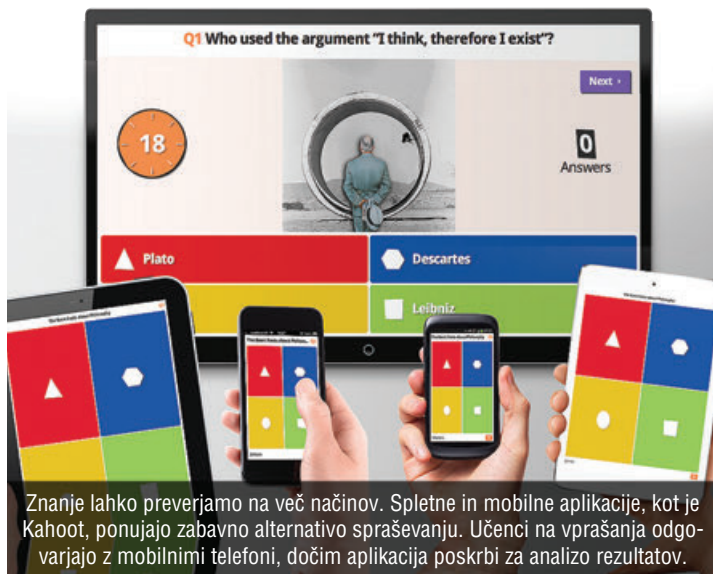 Q1 Who used the argument "I think, therefore I exist"?
Next ›
18
0
Answers
Plato
Descartes
Leibniz
Znanje lahko preverjamo na več načinov. Spletne in mobilne aplikacije, kot je
Kahoot, ponujajo zabavno alternativo spraševanju. Učenci na vprašanja odgo-
varjajo z mobilnimi telefoni, dočim aplikacija poskrbi za analizo rezultatov.